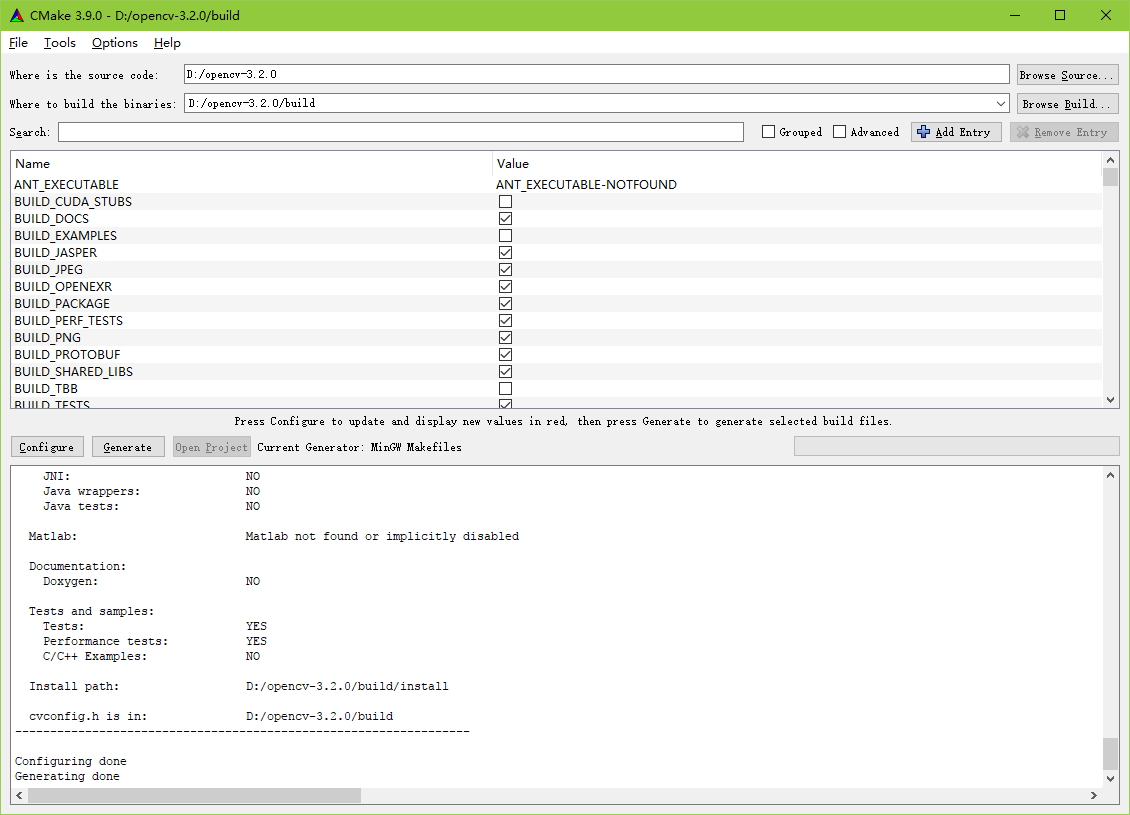 CMake 3.9.0 - D:/opencv-3.2.0/build
File Tools Options Help
Where is the source code: D:/opencv-3.2.0 Browse Source...
Where to build the binaries: D:/opencv-3.2.0/build Browse Build...
Search: Grouped Advanced Add Entry Remove Entry
Name Value
ANT_EXECUTABLE ANT_EXECUTABLE-NOTFOUND
BUILD_CUDA_STUBS
BUILD_DOCS
BUILD_EXAMPLES
BUILD_JASPER
BUILD_JPEG
BUILD_OPENEXR
BUILD_PACKAGE
BUILD_PERF_TESTS
BUILD_PNG
BUILD_PROTOBUF
BUILD_SHARED_LIBS
BUILD_TBB
BUILD_TESTS
Press Configure to update and display new values in red, then press Generate to generate selected build files.
Configure Generate Open Project Current Generator: MinGW Makefiles
JNI: NO
Java wrappers: NO
Java tests: NO
Matlab: Matlab not found or implicitly disabled
Documentation:
Doxygen: NO
Tests and samples:
Tests: YES
Performance tests: YES
C/C++ Examples: NO
Install path: D:/opencv-3.2.0/build/install
cvconfig.h is in: D:/opencv-3.2.0/build
-----------------------------------------------------------------
Configuring done
Generating done